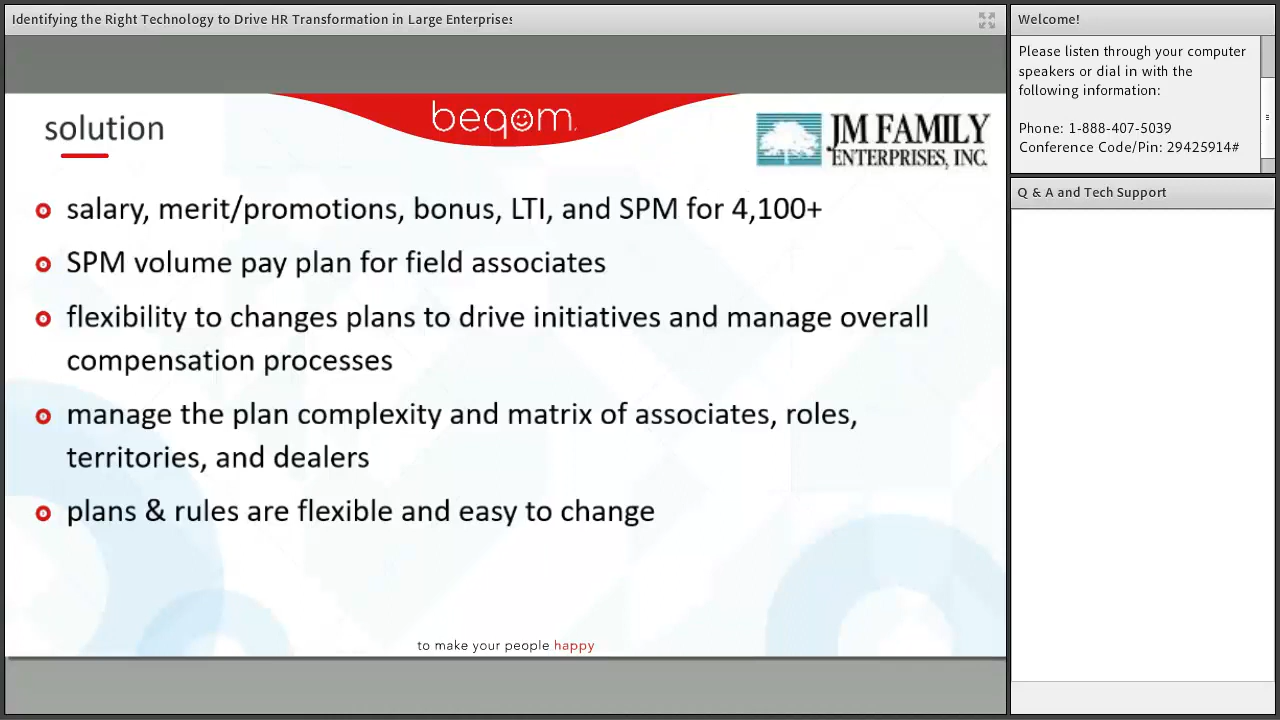 Identifying the Right Technology to Drive HR Transformation in Large Enterprises
solution
beqom.
JM FAMILY
ENTERPRISES, INC.
salary, merit/promotions, bonus, LTI, and SPM for 4,100+
SPM volume pay plan for field associates
flexibility to changes plans to drive initiatives and manage overall
compensation processes
manage the plan complexity and matrix of associates, roles,
territories, and dealers
plans & rules are flexible and easy to change
to make your people happy
Welcome!
Please listen through your computer
speakers or dial in with the
following information:
Phone: 1-888-407-5039
Conference Code/Pin: 29425914#
Q & A and Tech Support